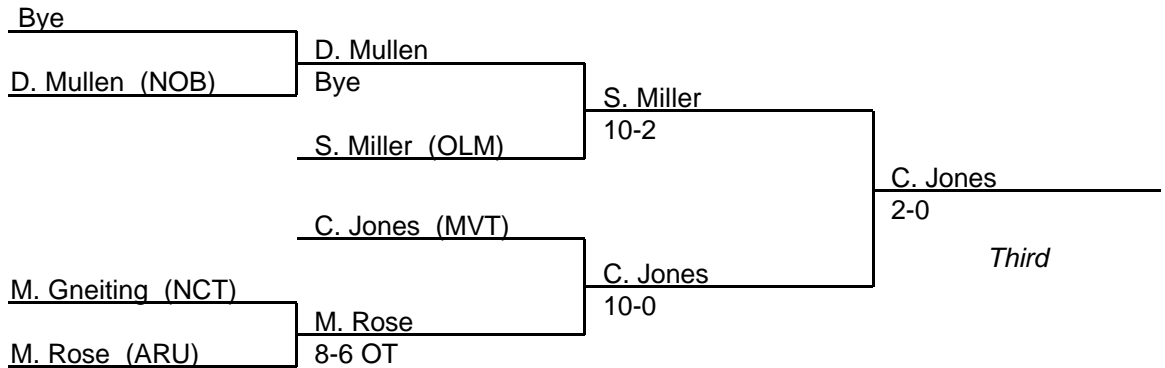 Bye
D. Mullen (NOB)
D. Mullen
Bye
S. Miller (OLM)
S. Miller
10-2
C. Jones (MVT)
M. Gneiting (NCT)
M. Rose (ARU)
M. Rose
8-6 OT
C. Jones
10-0
C. Jones
2-0
Third